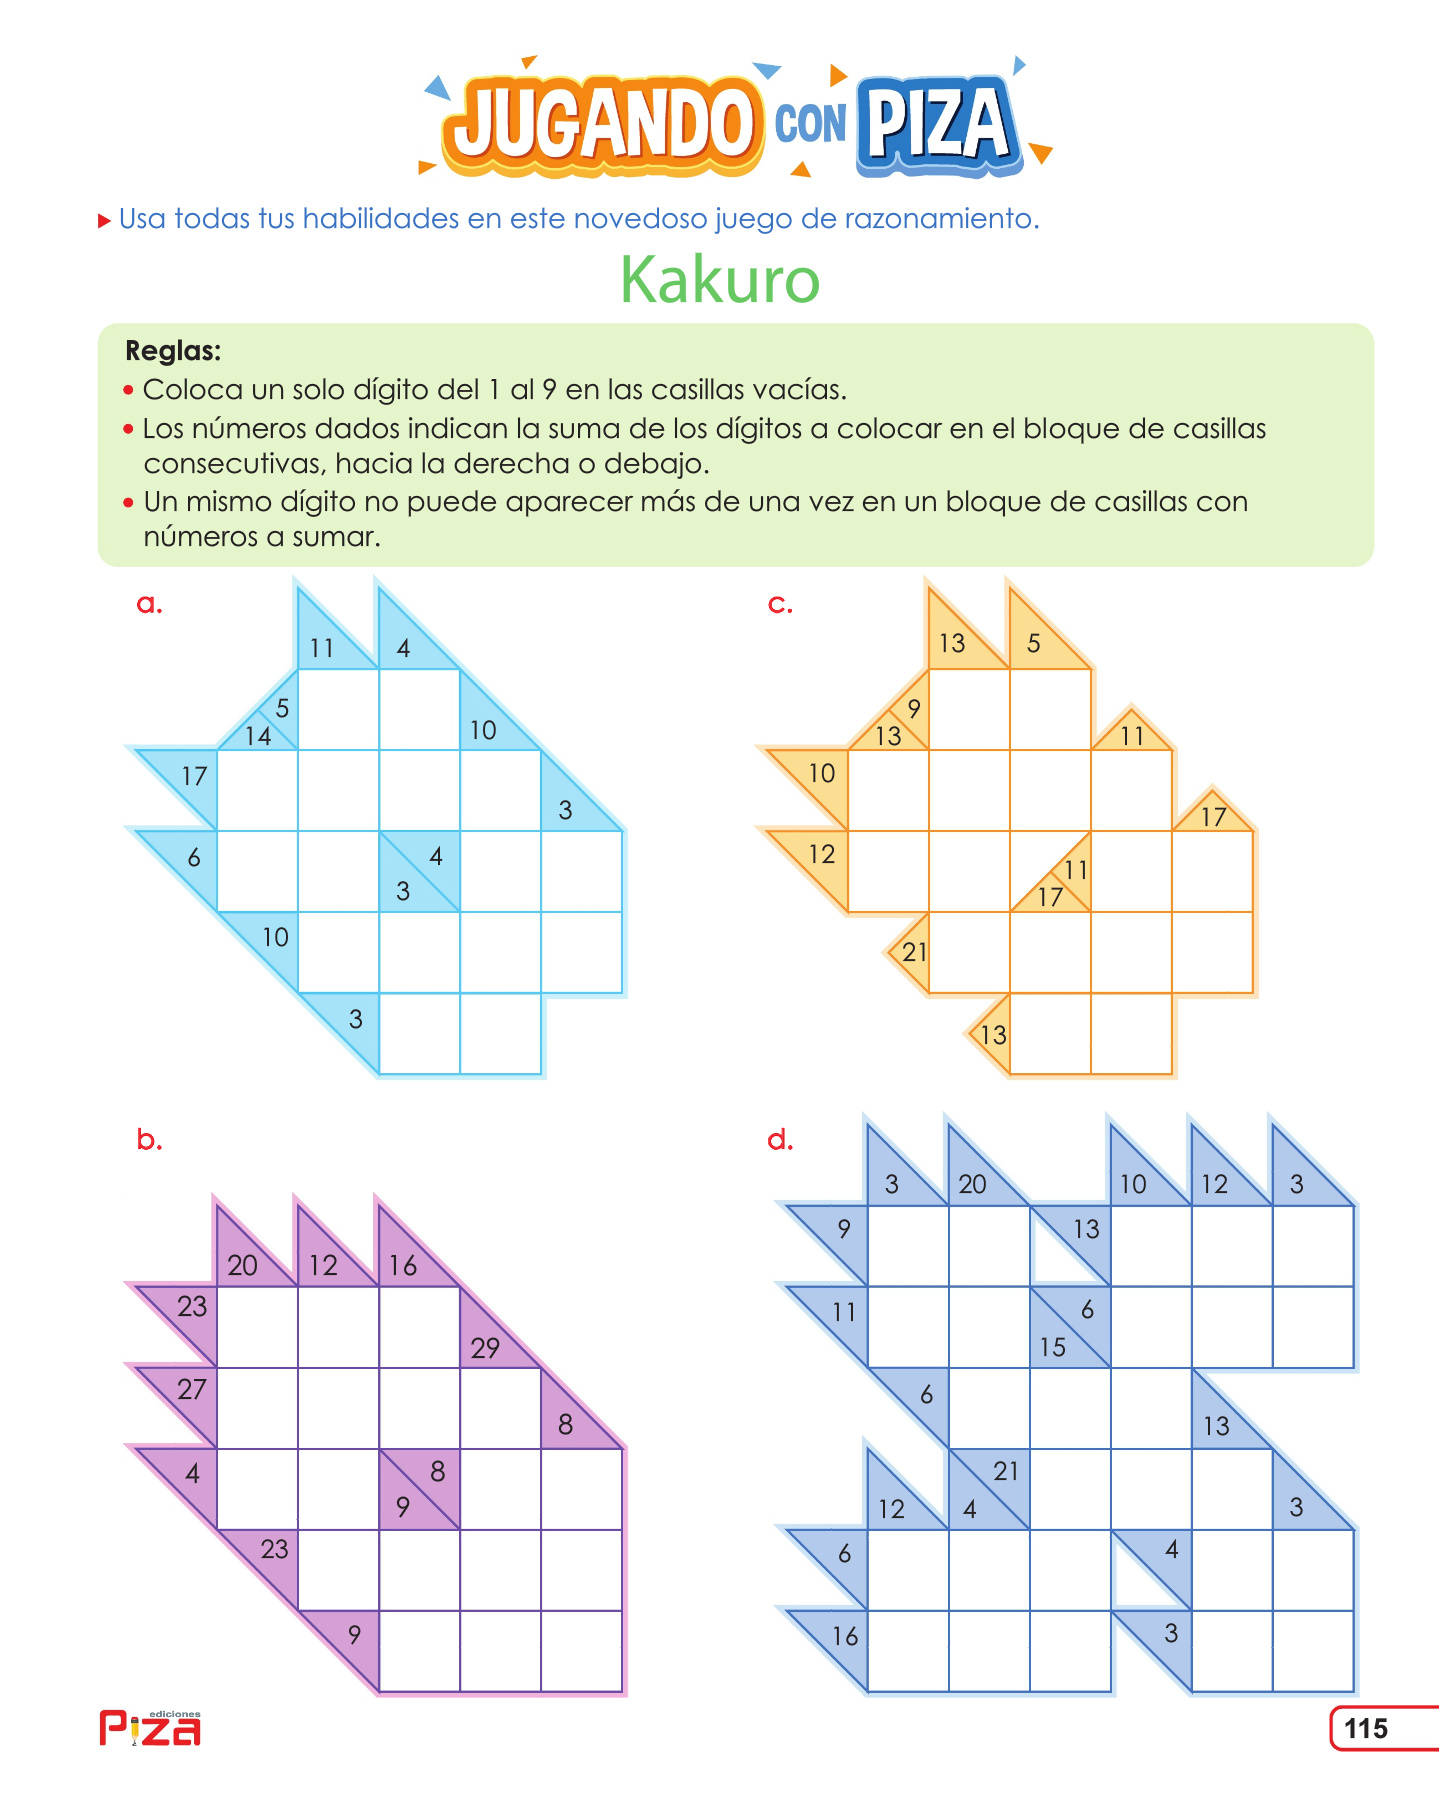 JUGANDO CON PIZA
Usa todas tus habilidades en este novedoso juego de razonamiento.
Kakuro
Reglas:
• Coloca un solo dígito del 1 al 9 en las casillas vacías.
• Los números dados indican la suma de los dígitos a colocar en el bloque de casillas
consecutivas, hacia la derecha o debajo.
• Un mismo dígito no puede aparecer más de una vez en un bloque de casillas con
números a sumar.
a.
11 4
5
14 10
17
3
6 4
3
10
3
c.
13 5
9
13 11
10
17
12 11
17
21
13
b.
20 12 16
23
29
27
8
4 8
9
23
9
d.
3 20 10 12 3
9 13
11 6
15
6
13
21
12 4 3
6 4
16 3
ediciones
Piza
115